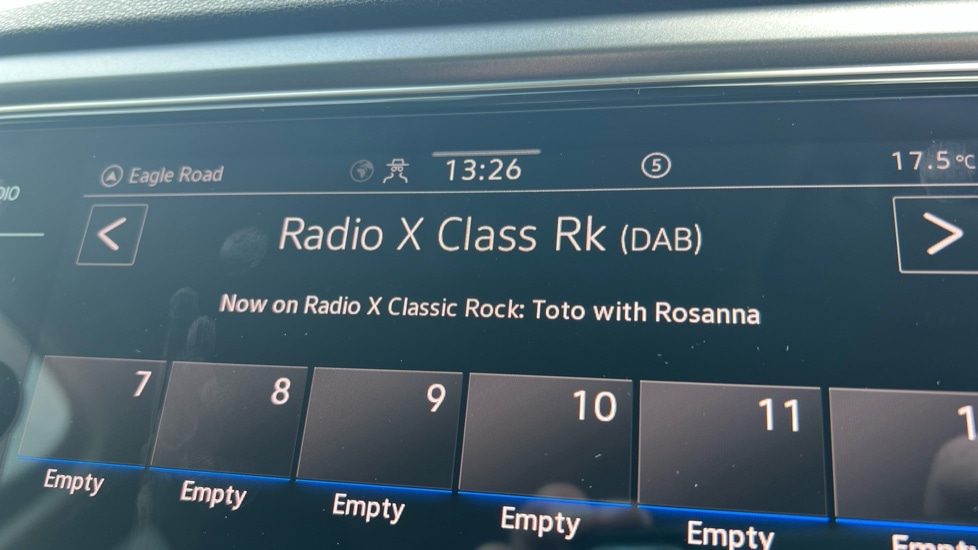 Eagle Road 13:26 5 17.5°C
Radio X Class Rk (DAB)
Now on Radio X Classic Rock: Toto with Rosanna
7 8 9 10 11
Empty Empty Empty Empty Empty